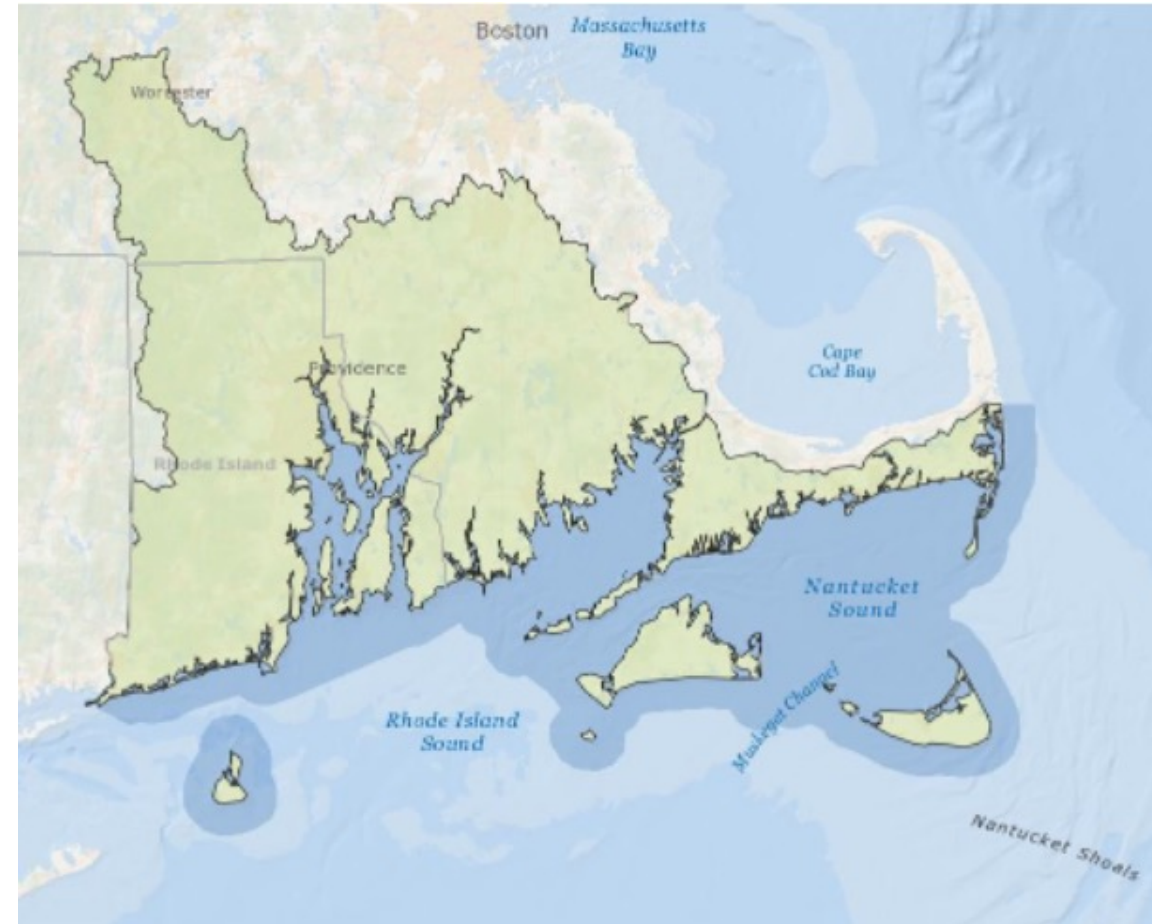 Boston
Massachusetts
Bay
Worcester
Cape
Cod Bay
Providence
Rhode Island
Nantucket
Sound
Muskeget Channel
Rhode Island
Sound
Nantucket Shoals